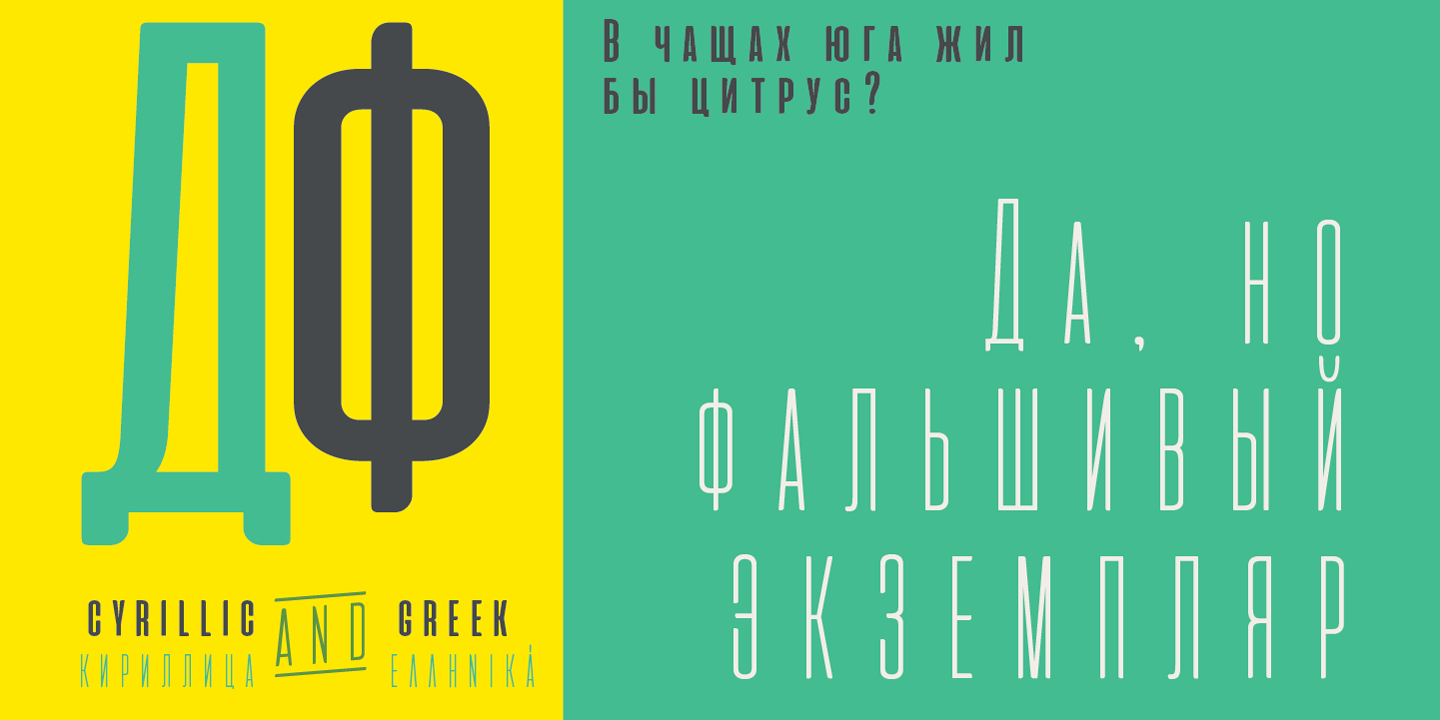 ДФ
CYRILLIC AND GREEK
КИРИЛЛИЦА ΕΛΛΗΝΙΚΆ
В ЧАЩАХ ЮГА ЖИЛ
БЫ ЦИТРУС?
ДА, НО
ФАЛЬШИВЫЙ
ЭКЗЕМПЛЯР